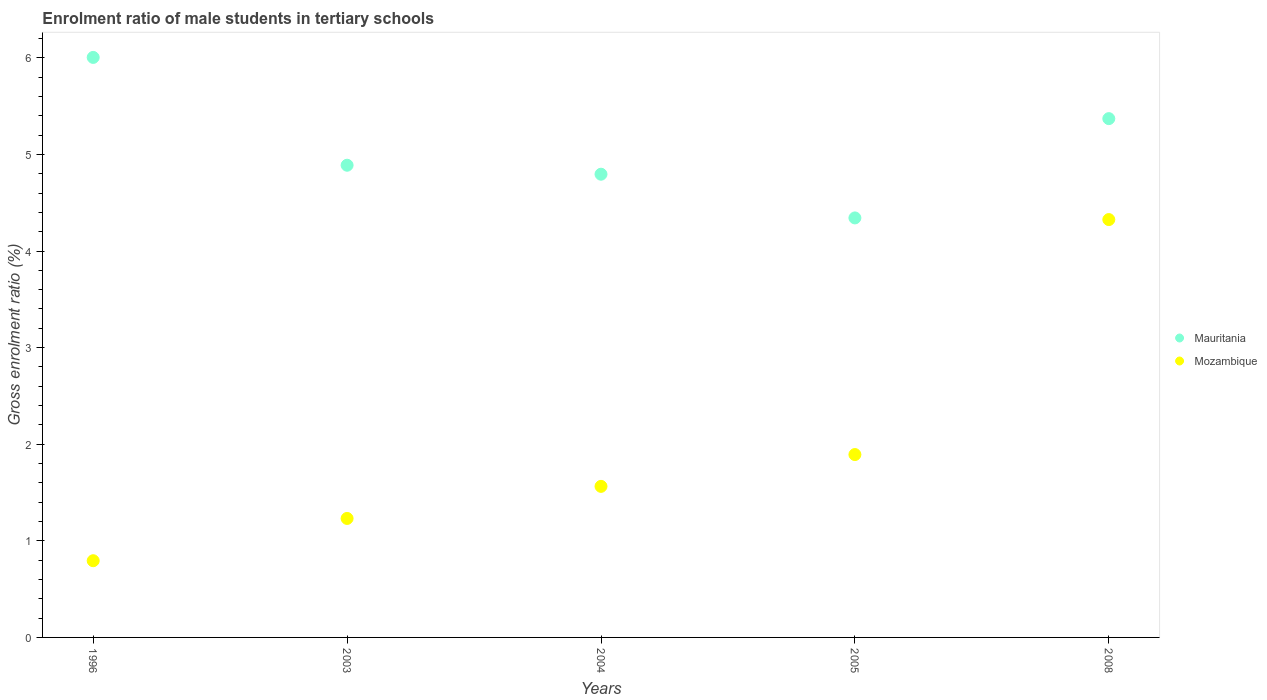 Enrolment ratio of male students in tertiary schools
Gross enrolment ratio (%)
6
5
4
3
2
1
0
1996
2003
2004
2005
2008
Years
Mauritania
Mozambique